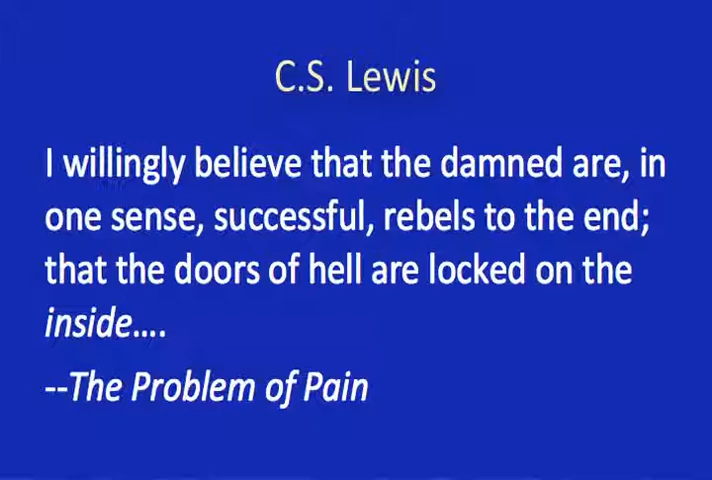 C.S. Lewis
I willingly believe that the damned are, in
one sense, successful, rebels to the end;
that the doors of hell are locked on the
inside....
--The Problem of Pain